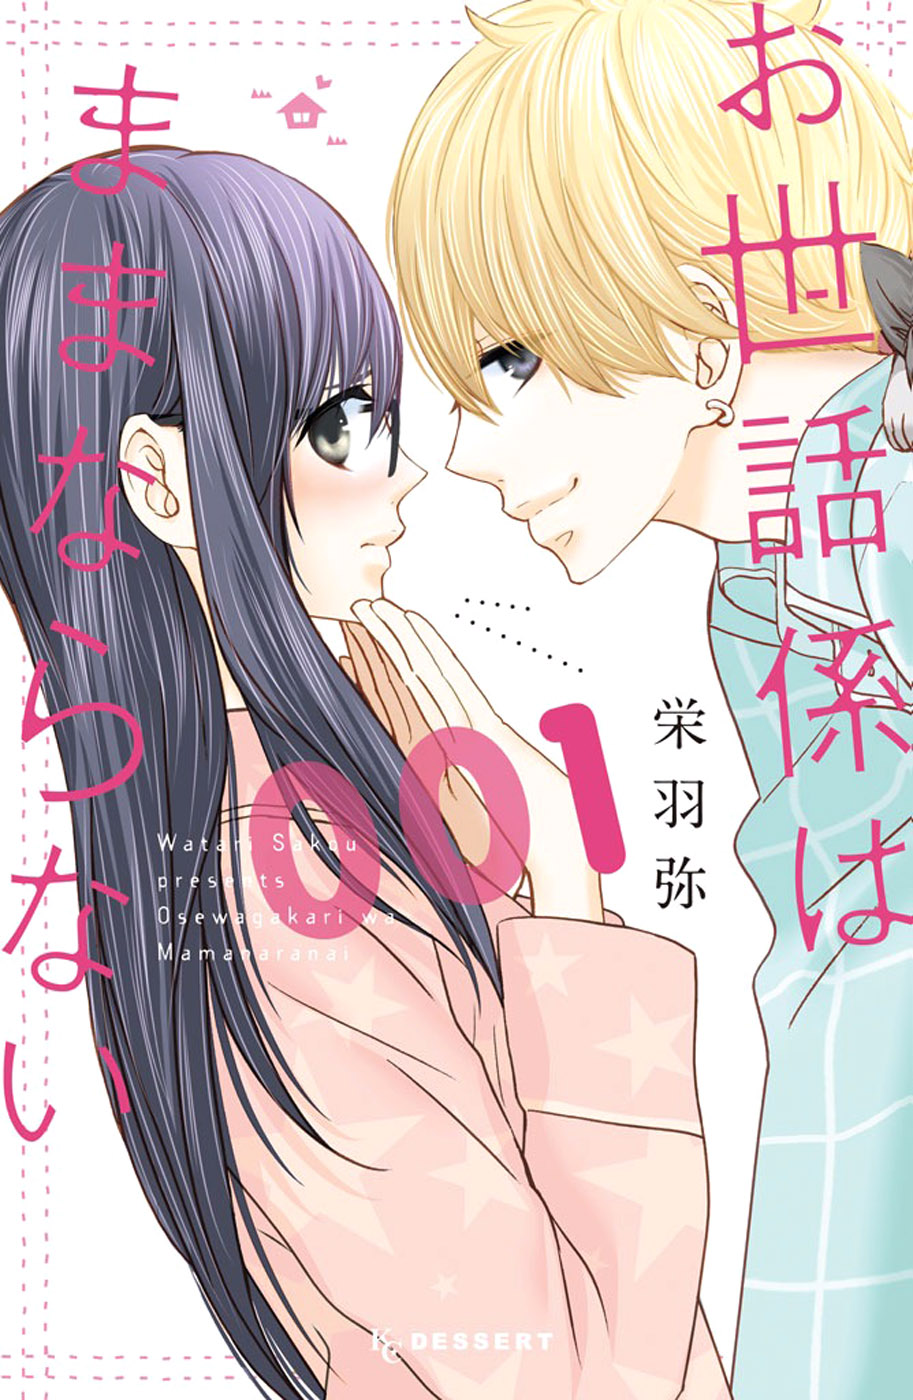 お世話係は
ままならない
栄羽弥
001
Watari Sakou
presents
Osewagakari wa
Mamanaranai
KC DESSERT